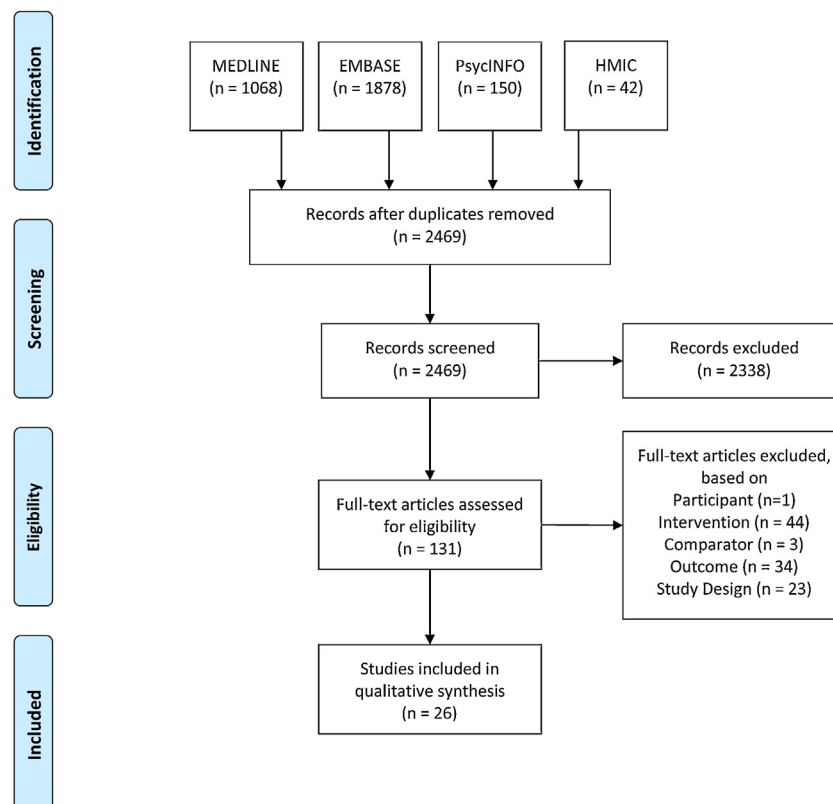 Identification
MEDLINE
(n = 1068)
EMBASE
(n = 1878)
PsycINFO
(n = 150)
HMIC
(n = 42)
Records after duplicates removed
(n = 2469)
Screening
Records screened
(n = 2469)
Records excluded
(n = 2338)
Eligibility
Full-text articles assessed
for eligibility
(n = 131)
Full-text articles excluded,
based on
Participant (n=1)
Intervention (n = 44)
Comparator (n = 3)
Outcome (n = 34)
Study Design (n = 23)
Included
Studies included in
qualitative synthesis
(n = 26)